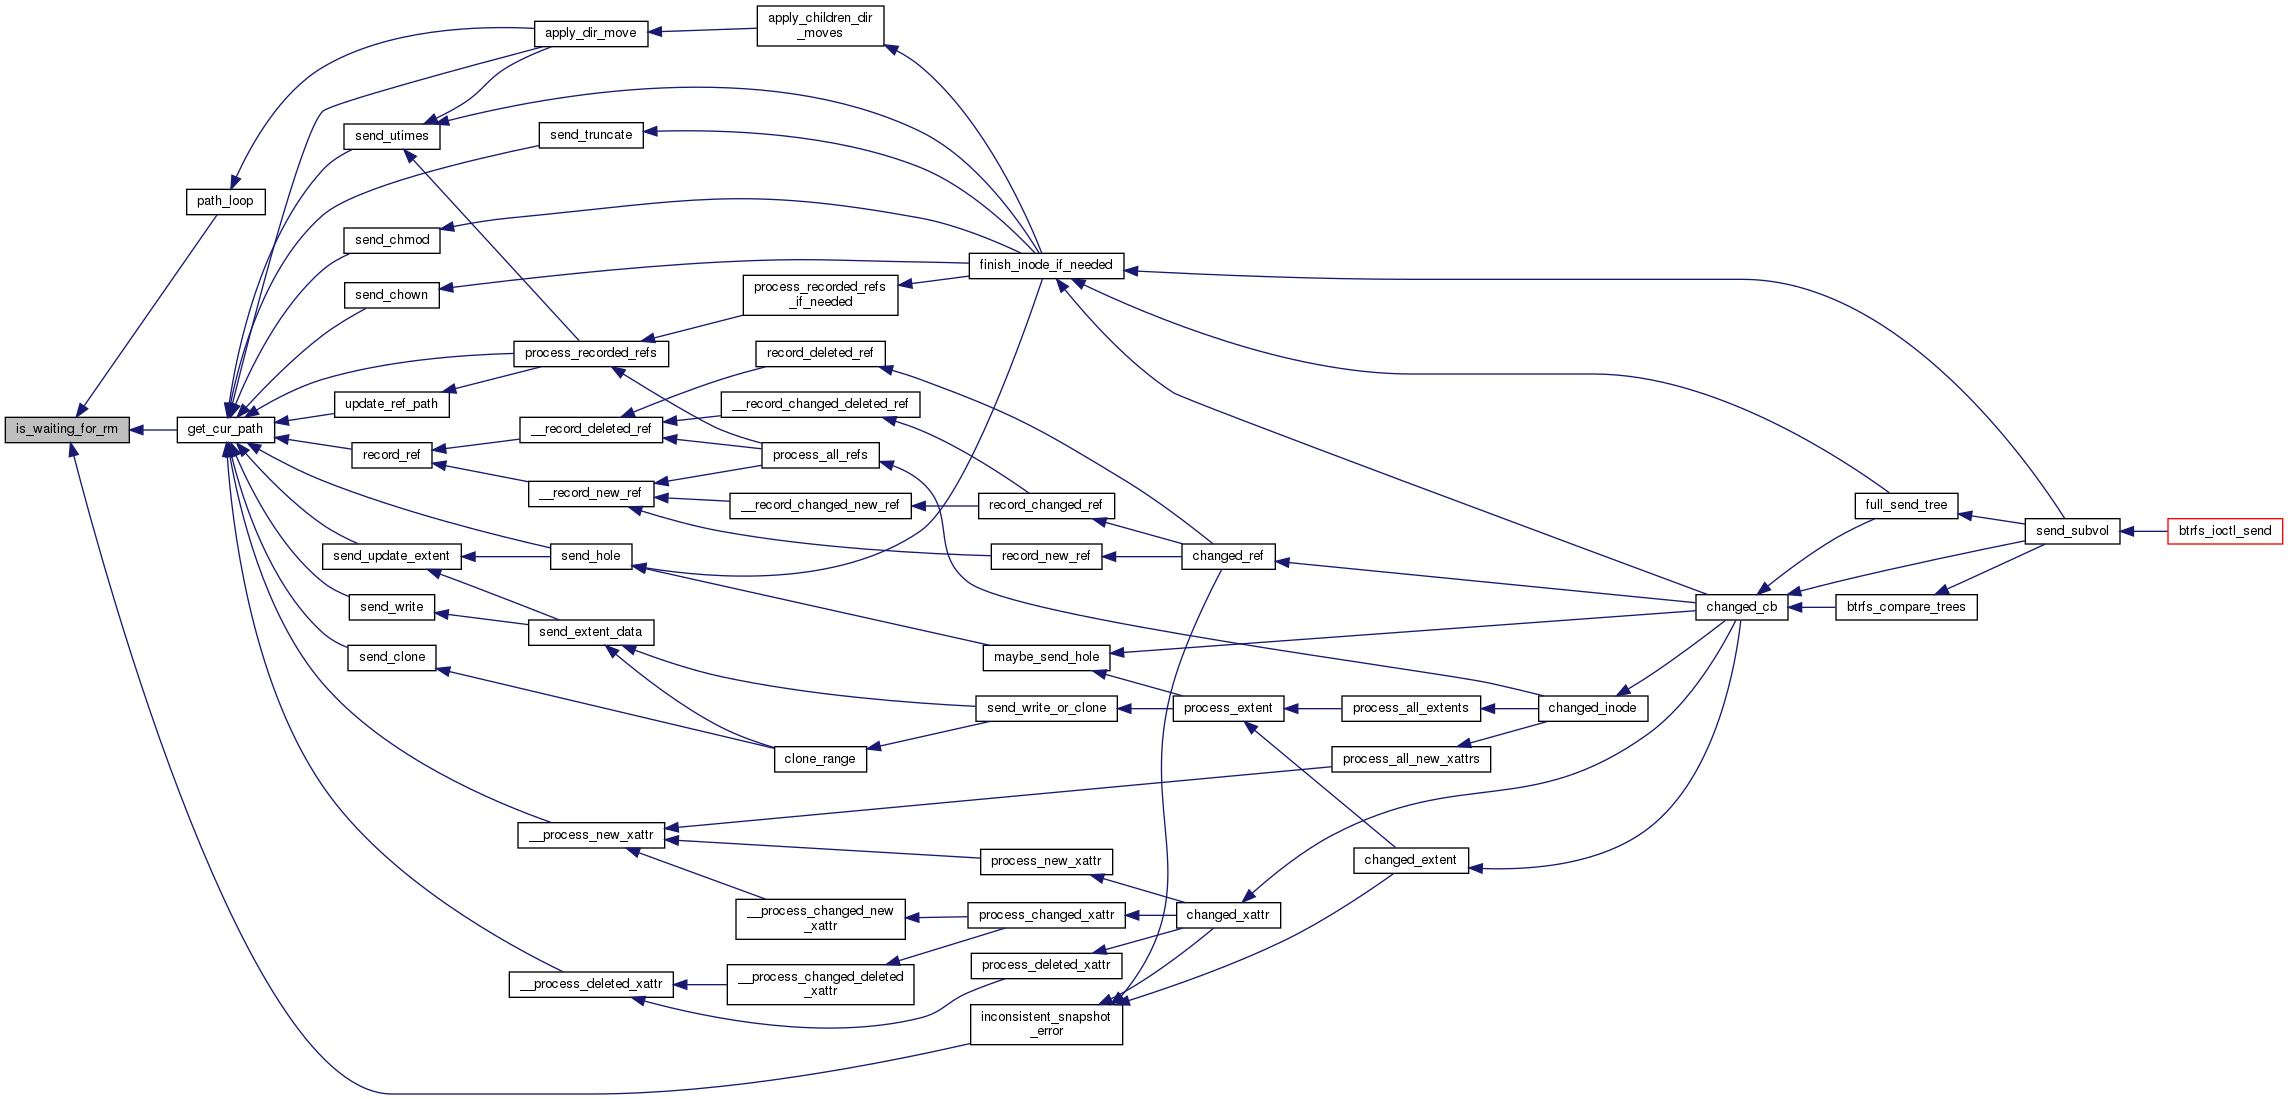 apply_children_dir
_moves
apply_dir_move
send_utimes
send_truncate
path_loop
send_chmod
finish_inode_if_needed
send_chown
process_recorded_refs
_if_needed
process_recorded_refs
record_deleted_ref
update_ref_path
__record_changed_deleted_ref
is_waiting_for_rm
get_cur_path
__record_deleted_ref
record_ref
process_all_refs
__record_new_ref
__record_changed_new_ref
record_changed_ref
full_send_tree
send_subvol
btrfs_ioctl_send
send_update_extent
send_hole
record_new_ref
changed_ref
send_write
changed_cb
btrfs_compare_trees
send_extent_data
send_clone
maybe_send_hole
send_write_or_clone
process_extent
process_all_extents
changed_inode
clone_range
process_all_new_xattrs
__process_new_xattr
process_new_xattr
changed_extent
__process_changed_new
_xattr
process_changed_xattr
changed_xattr
process_deleted_xattr
__process_deleted_xattr
__process_changed_deleted
_xattr
inconsistent_snapshot
_error